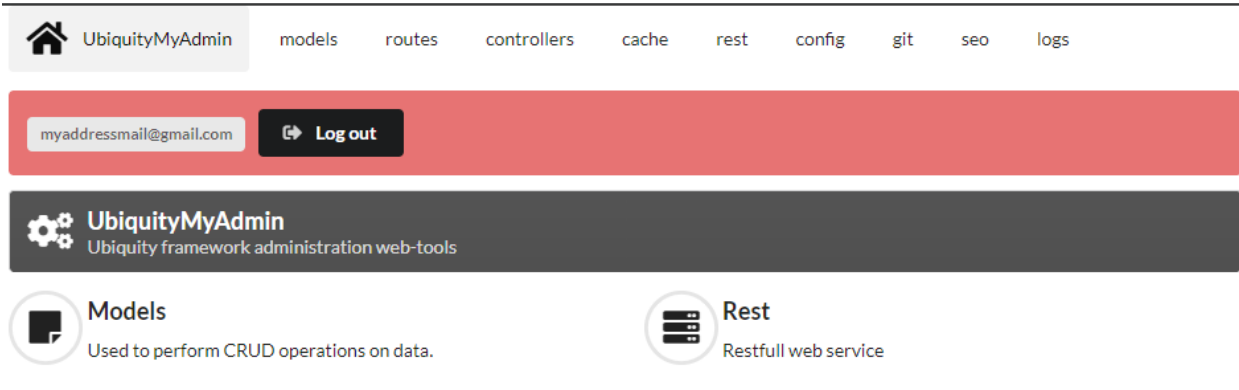 UbiquityMyAdmin models routes controllers cache rest config git seo logs
myaddressmail@gmail.com Log out
UbiquityMyAdmin
Ubiquity framework administration web-tools
Models
Used to perform CRUD operations on data.
Rest
Restfull web service